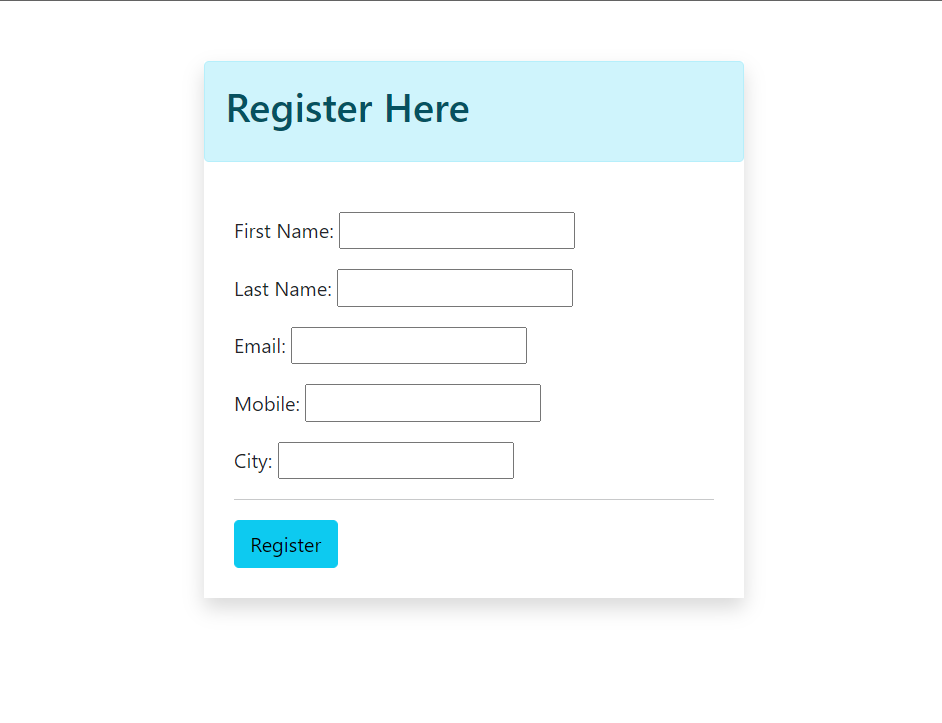 Register Here
First Name:
Last Name:
Email:
Mobile:
City:
Register